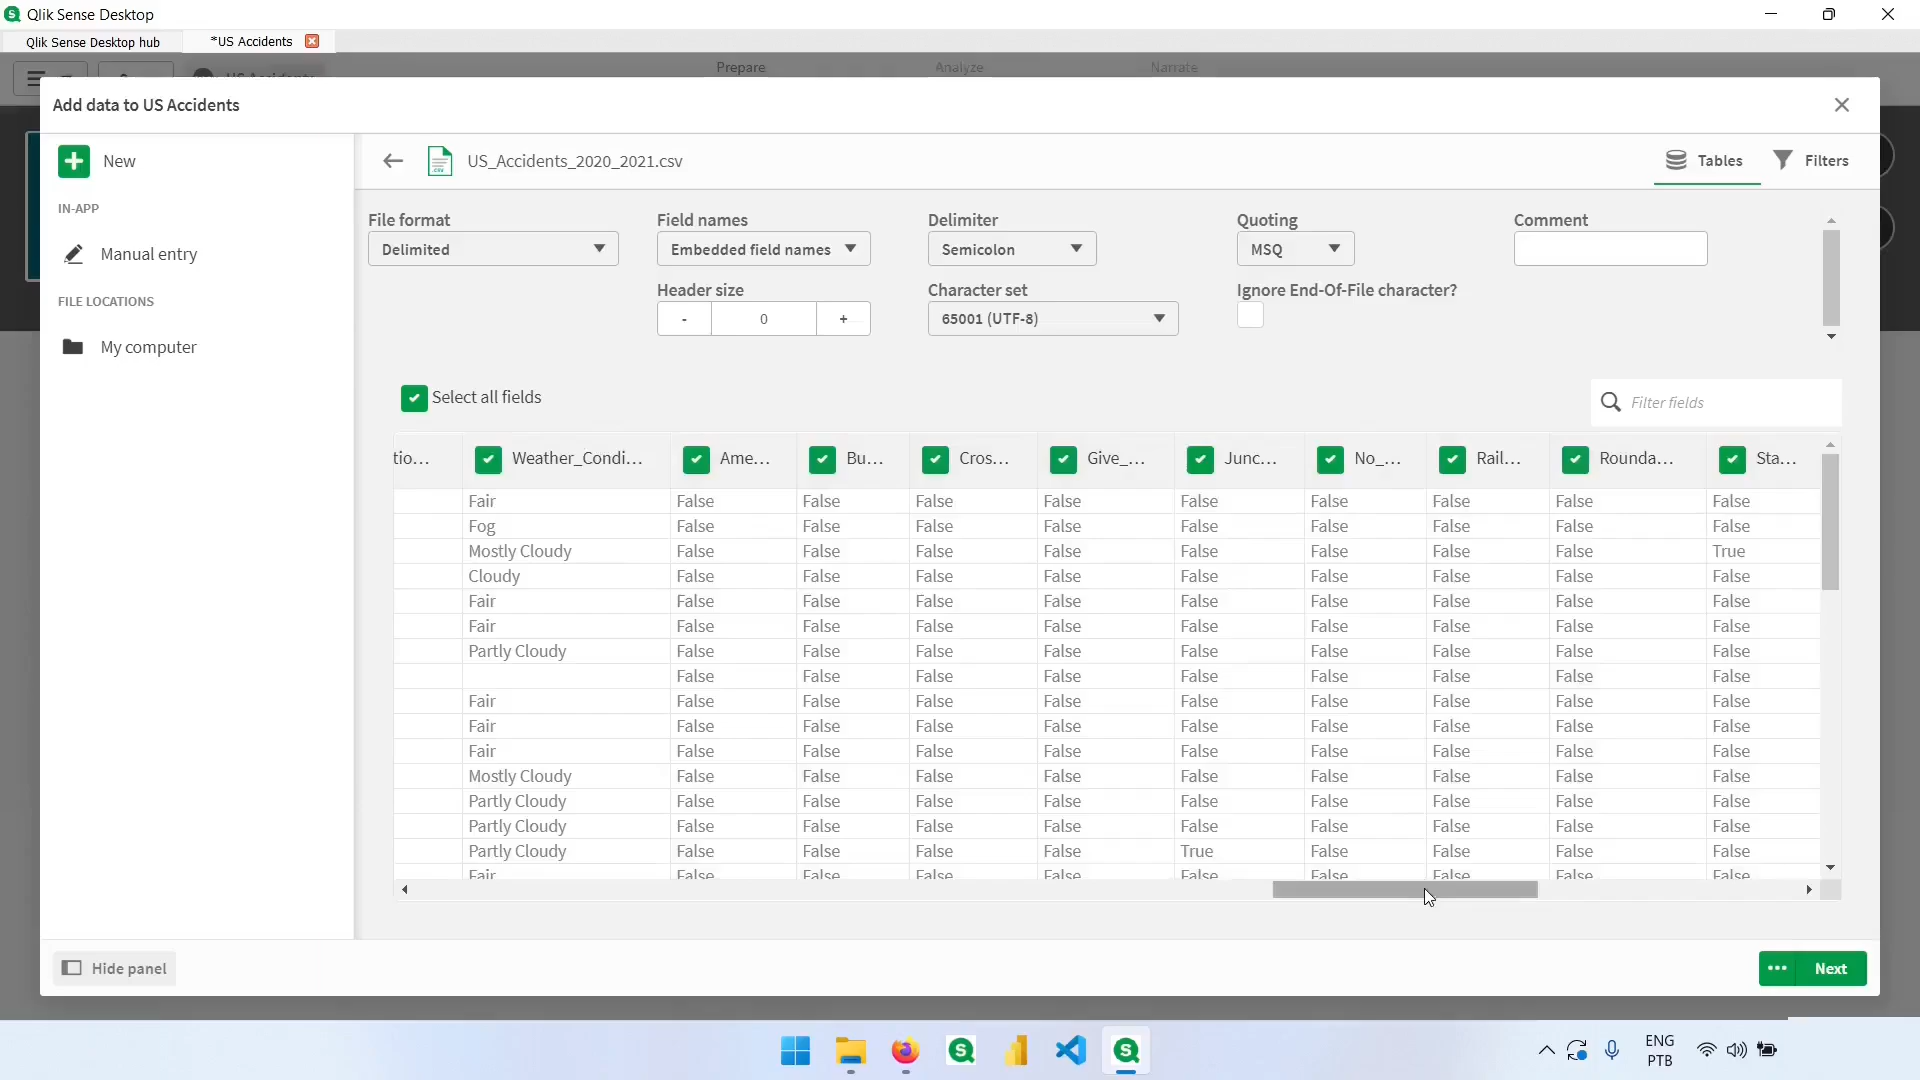 Qlik Sense Desktop
Qlik Sense Desktop hub
*US Accidents
Prepare
Analyze
Narrate
Add data to US Accidents
New
IN-APP
Manual entry
FILE LOCATIONS
My computer
US_Accidents_2020_2021.csv
Tables
Filters
File format
Field names
Delimiter
Quoting
Comment
Delimited
Embedded field names
Semicolon
MSQ
Header size
Character set
Ignore End-Of-File character?
- 0 +
65001 (UTF-8)
Select all fields
Filter fields
tio... Weather_Condi... Ame... Bu... Cros... Give_... Junc... No_... Rail... Rounda... Sta...
Fair False False False False False False False False False
Fog False False False False False False False False False
Mostly Cloudy False False False False False False False False True
Cloudy False False False False False False False False False
Fair False False False False False False False False False
Fair False False False False False False False False False
Partly Cloudy False False False False False False False False False
False False False False False False False False False
Fair False False False False False False False False False
Fair False False False False False False False False False
Fair False False False False False False False False False
Mostly Cloudy False False False False False False False False False
Partly Cloudy False False False False False False False False False
Partly Cloudy False False False False False False False False False
Partly Cloudy False False False False True False False False False
Fair False False False False False False False False False
Hide panel
Next
ENG
PTB